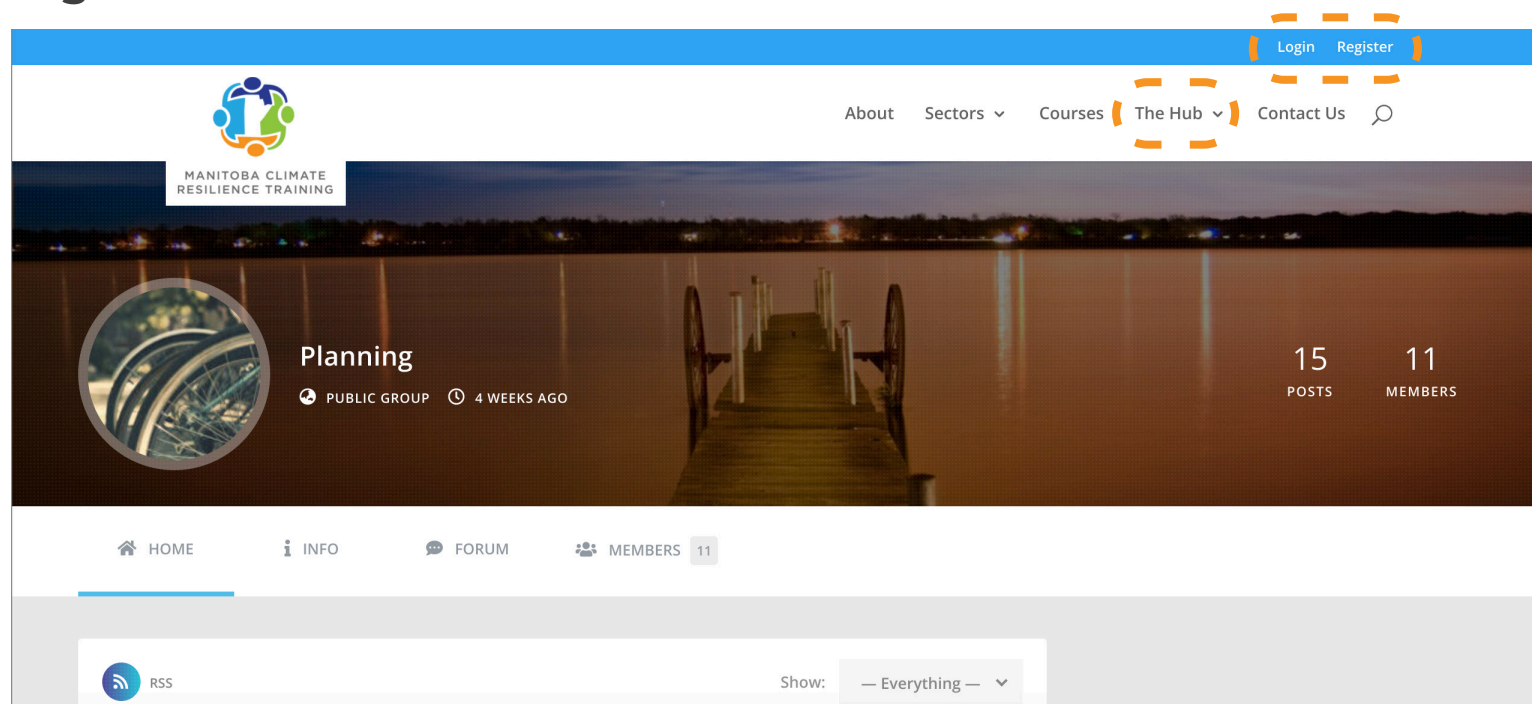 Login Register
About Sectors Courses The Hub Contact Us
MANITOBA CLIMATE
RESILIENCE TRAINING
Planning
PUBLIC GROUP 4 WEEKS AGO
15 11
POSTS MEMBERS
HOME INFO FORUM MEMBERS 11
RSS Show: — Everything —